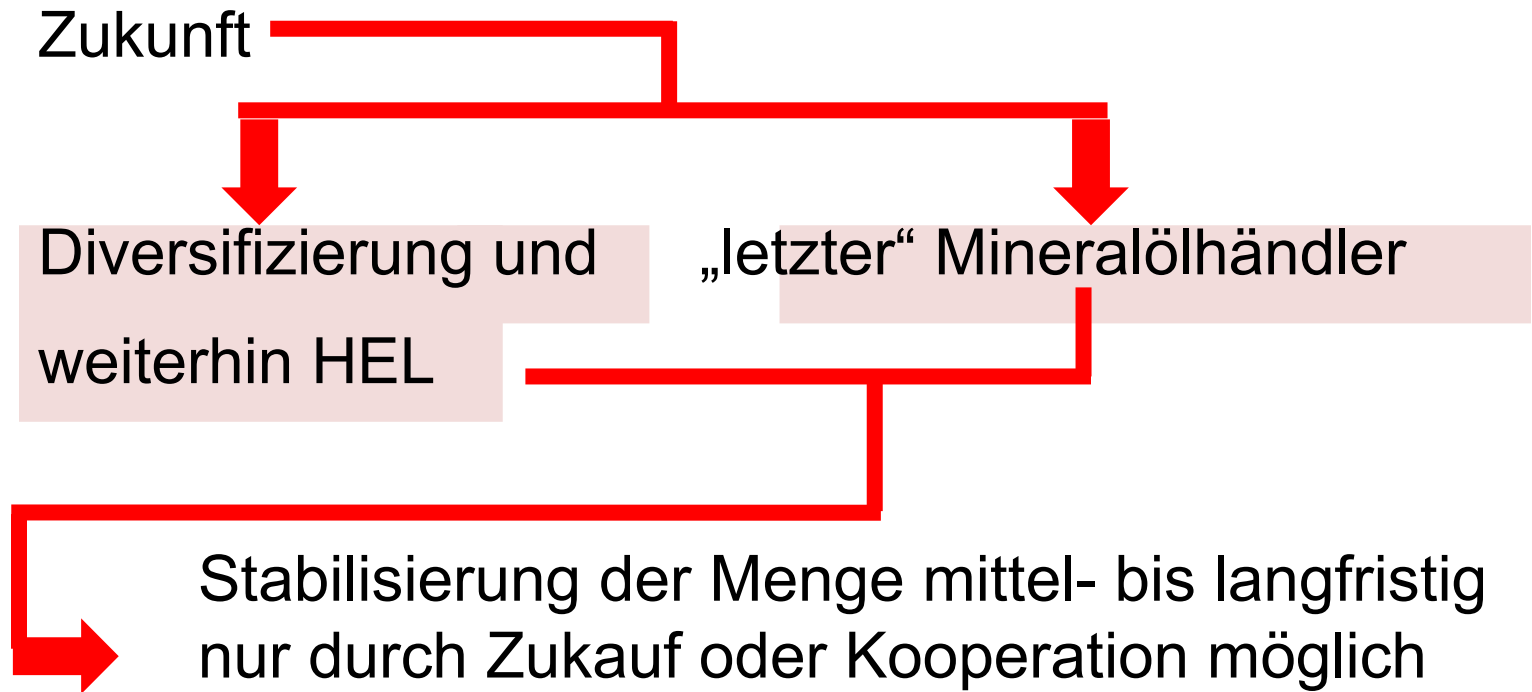 Zukunft
Diversifizierung und
weiterhin HEL
„letzter“ Mineralölhändler
Stabilisierung der Menge mittel- bis langfristig
nur durch Zukauf oder Kooperation möglich